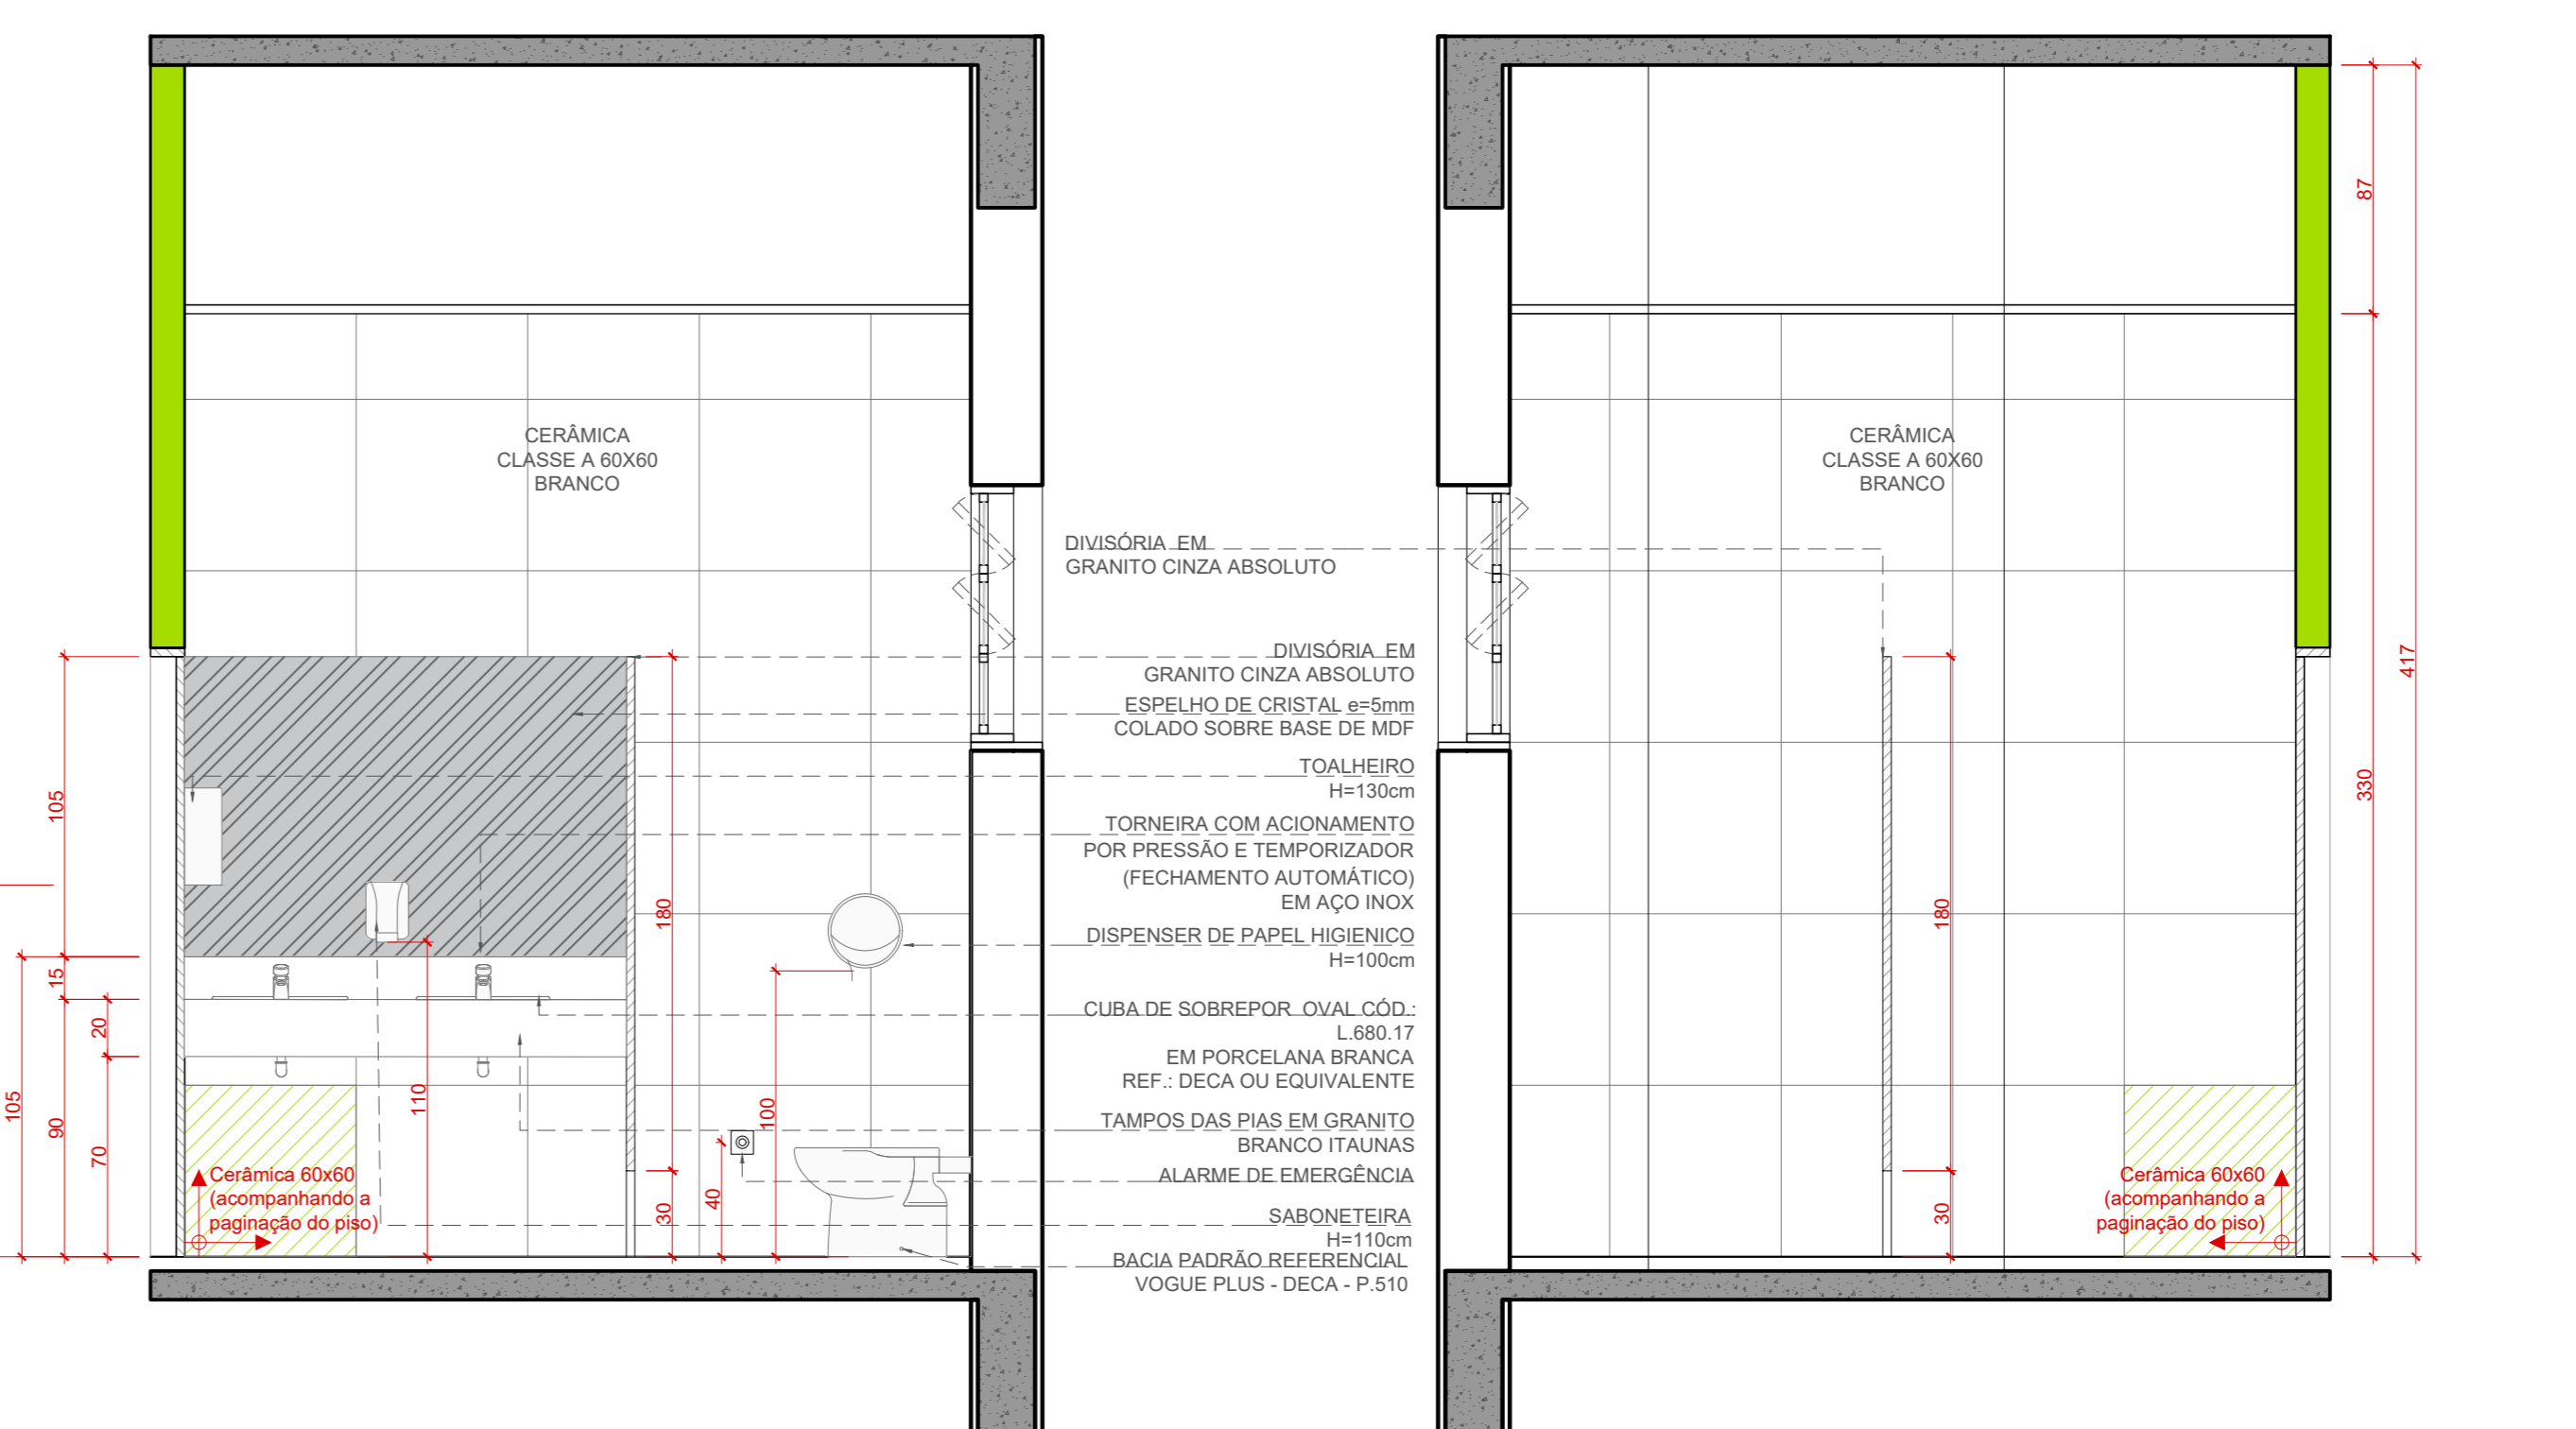 CERÂMICA
CLASSE A 60X60
BRANCO
CERÂMICA
CLASSE A 60X60
BRANCO
DIVISÓRIA EM
GRANITO CINZA ABSOLUTO
DIVISÓRIA EM
GRANITO CINZA ABSOLUTO
ESPELHO DE CRISTAL e=5mm
COLADO SOBRE BASE DE MDF
TOALHEIRO
H=130cm
TORNEIRA COM ACIONAMENTO
POR PRESSÃO E TEMPORIZADOR
(FECHAMENTO AUTOMÁTICO)
EM AÇO INOX
DISPENSER DE PAPEL HIGIENICO
H=100cm
CUBA DE SOBREPOR OVAL CÓD.:
L.680.17
EM PORCELANA BRANCA
REF.: DECA OU EQUIVALENTE
TAMPOS DAS PIAS EM GRANITO
BRANCO ITAUNAS
ALARME DE EMERGÊNCIA
SABONETEIRA
H=110cm
BACIA PADRÃO REFERENCIAL
VOGUE PLUS - DECA - P.510
Cerâmica 60x60
(acompanhando a
paginação do piso)
Cerâmica 60x60
(acompanhando a
paginação do piso)
105
105
15
90
20
70
110
180
30
40
100
180
30
87
330
417